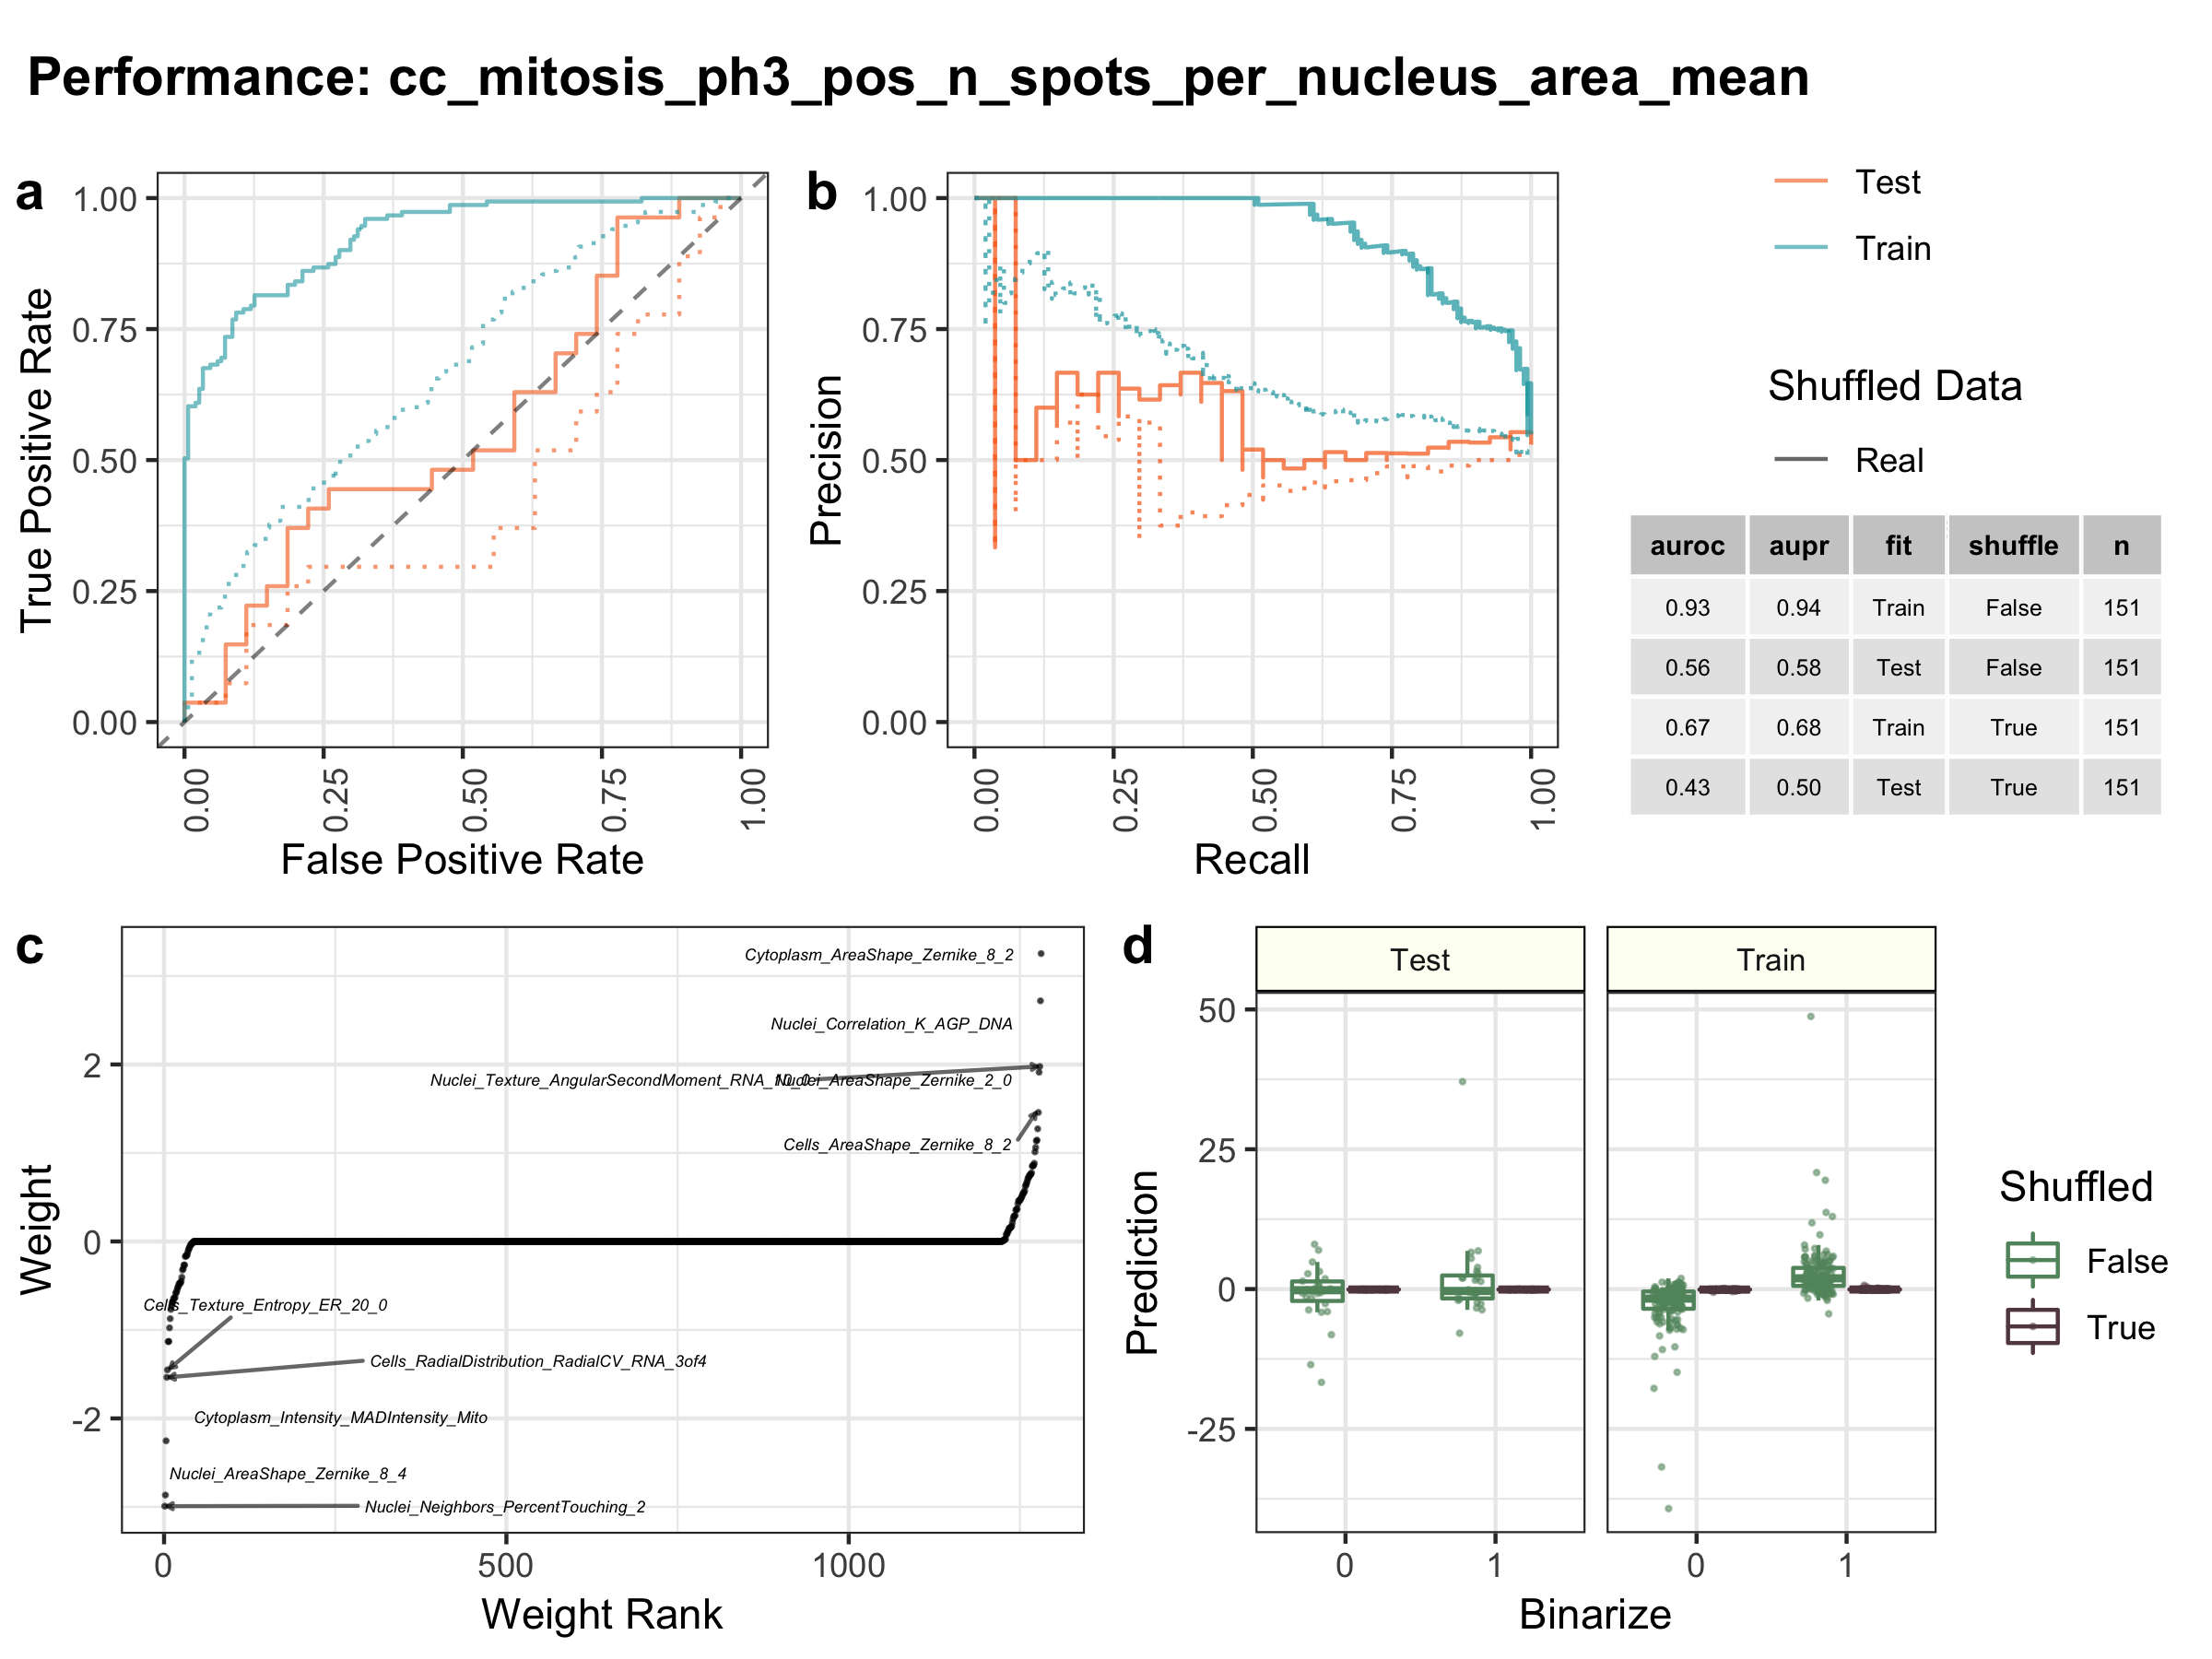 Performance: cc_mitosis_ph3_pos_n_spots_per_nucleus_area_mean
a
1.00
0.75
0.50
0.25
0.00
True Positive Rate
0.00
0.25
0.50
0.75
1.00
False Positive Rate
b
1.00
0.75
0.50
0.25
0.00
Precision
0.00
0.25
0.50
0.75
1.00
Recall
Test
Train
Shuffled Data
Real
auroc aupr fit shuffle n
0.93 0.94 Train False 151
0.56 0.58 Test False 151
0.67 0.68 Train True 151
0.43 0.50 Test True 151
c
Cytoplasm_AreaShape_Zernike_8_2
Nuclei_Correlation_K_AGP_DNA
Nuclei_Texture_AngularSecondMoment_RNA_10_0
Nuclei_AreaShape_Zernike_2_0
Cells_AreaShape_Zernike_8_2
Cells_Texture_Entropy_ER_20_0
Cells_RadialDistribution_RadialCV_RNA_3of4
Cytoplasm_Intensity_MADIntensity_Mito
Nuclei_AreaShape_Zernike_8_4
Nuclei_Neighbors_PercentTouching_2
2
0
-2
Weight
0
500
1000
Weight Rank
d
Test
Train
50
25
0
-25
Prediction
0
1
0
1
Binarize
Shuffled
False
True